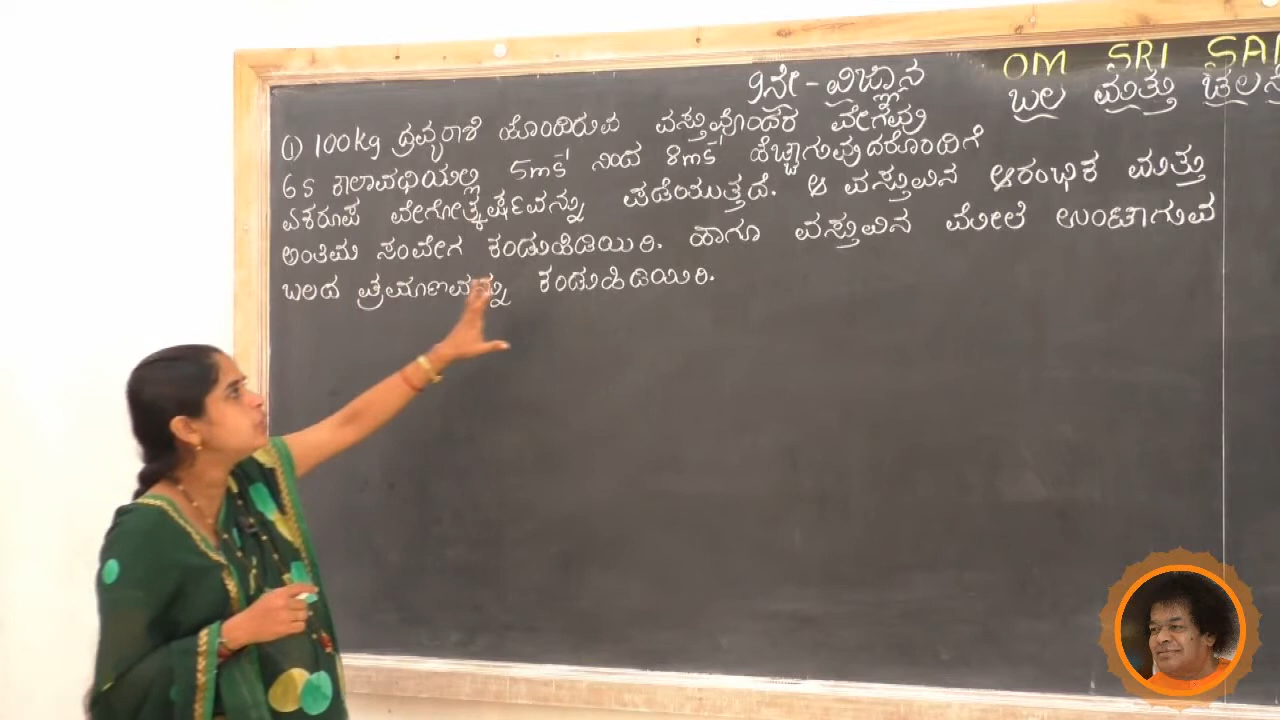 OM SRI SAI
9ನೇ - ವಿಜ್ಞಾನ
ಬಲ ಮತ್ತು ಚಲನ
(1) 100kg ದ್ರವ್ಯರಾಶಿ ಹೊಂದಿರುವ ವಸ್ತುವೊಂದರ ವೇಗವು
6s ಕಾಲಾವಧಿಯಲ್ಲಿ 5ms⁻¹ ನಿಂದ 8ms⁻¹ ಹೆಚ್ಚಾಗುವುದರೊಂದಿಗೆ
ಏಕರೂಪ ವೇಗೋತ್ಕರ್ಷವನ್ನು ಪಡೆಯುತ್ತದೆ. ಆ ವಸ್ತುವಿನ ಆರಂಭಿಕ ಮತ್ತು
ಅಂತಿಮ ಸಂವೇಗ ಕಂಡುಹಿಡಿಯಿರಿ. ಹಾಗೂ ವಸ್ತುವಿನ ಮೇಲೆ ಉಂಟಾಗುವ
ಬಲದ ಪ್ರಮಾಣವನ್ನು ಕಂಡುಹಿಡಿಯಿರಿ.